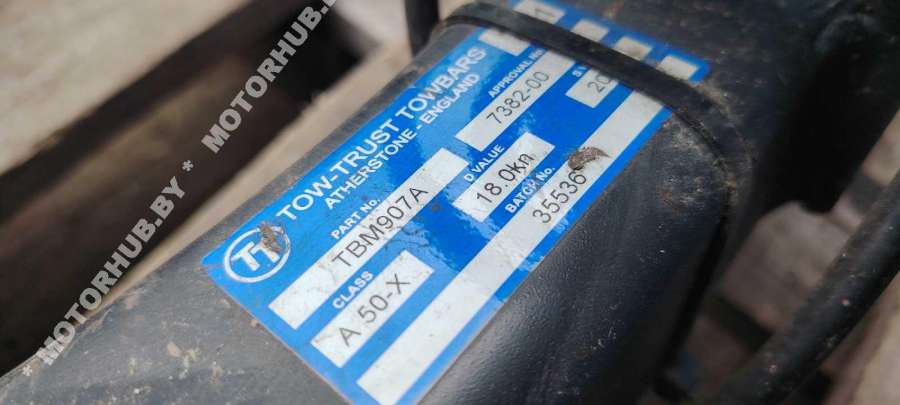 TT TOW-TRUST TOWBARS
ATHERSTONE - ENGLAND
PART No. APPROVAL No.
TBM907A 7382-00
CLASS D VALUE
A 50-X 18.0kn
BATCH No.
35536
MOTORHUB.BY * MOTORHUB.BY